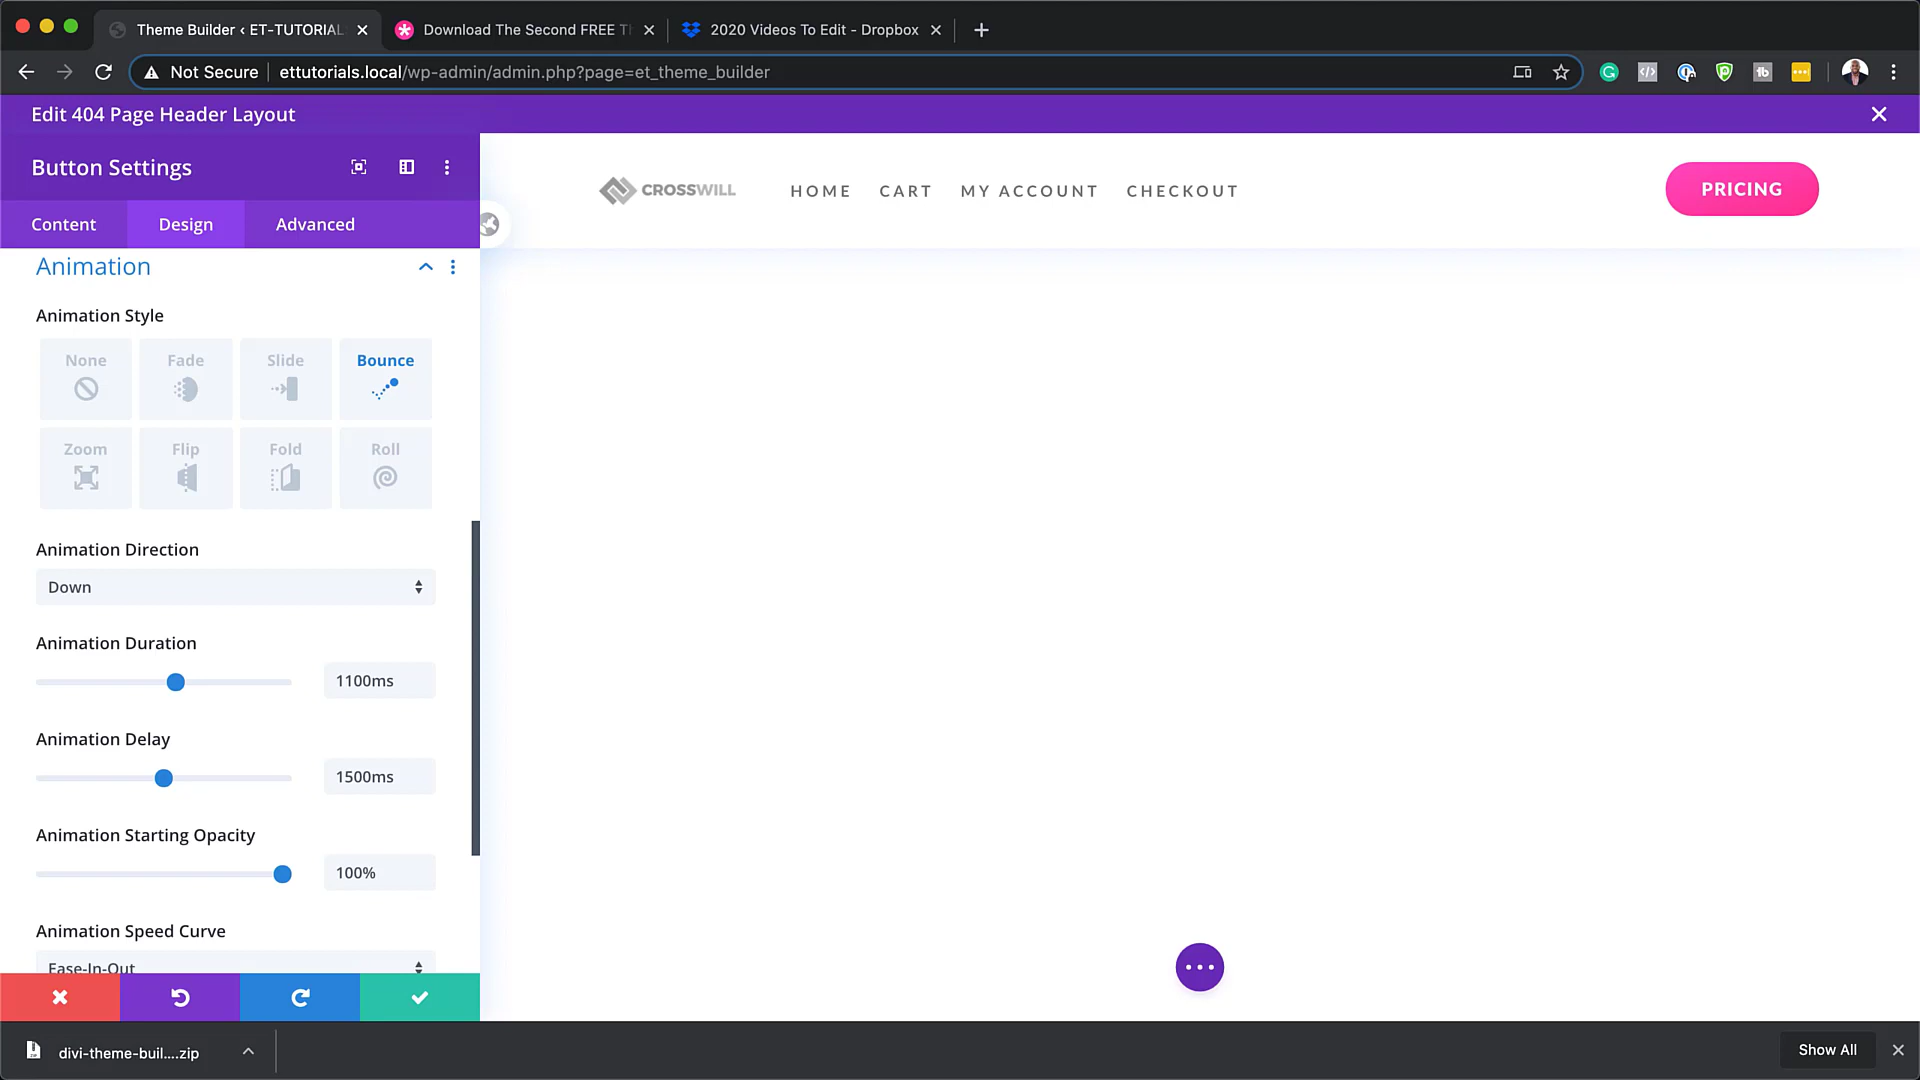 Theme Builder ‹ ET-TUTORIAL
Download The Second FREE T
2020 Videos To Edit - Dropbox
Not Secure
ettutorials.local/wp-admin/admin.php?page=et_theme_builder
Edit 404 Page Header Layout
Button Settings
Content
Design
Advanced
CROSSWILL
HOME
CART
MY ACCOUNT
CHECKOUT
PRICING
Animation
Animation Style
None
Fade
Slide
Bounce
Zoom
Flip
Fold
Roll
Animation Direction
Down
Animation Duration
1100ms
Animation Delay
1500ms
Animation Starting Opacity
100%
Animation Speed Curve
Ease-In-Out
divi-theme-buil....zip
Show All